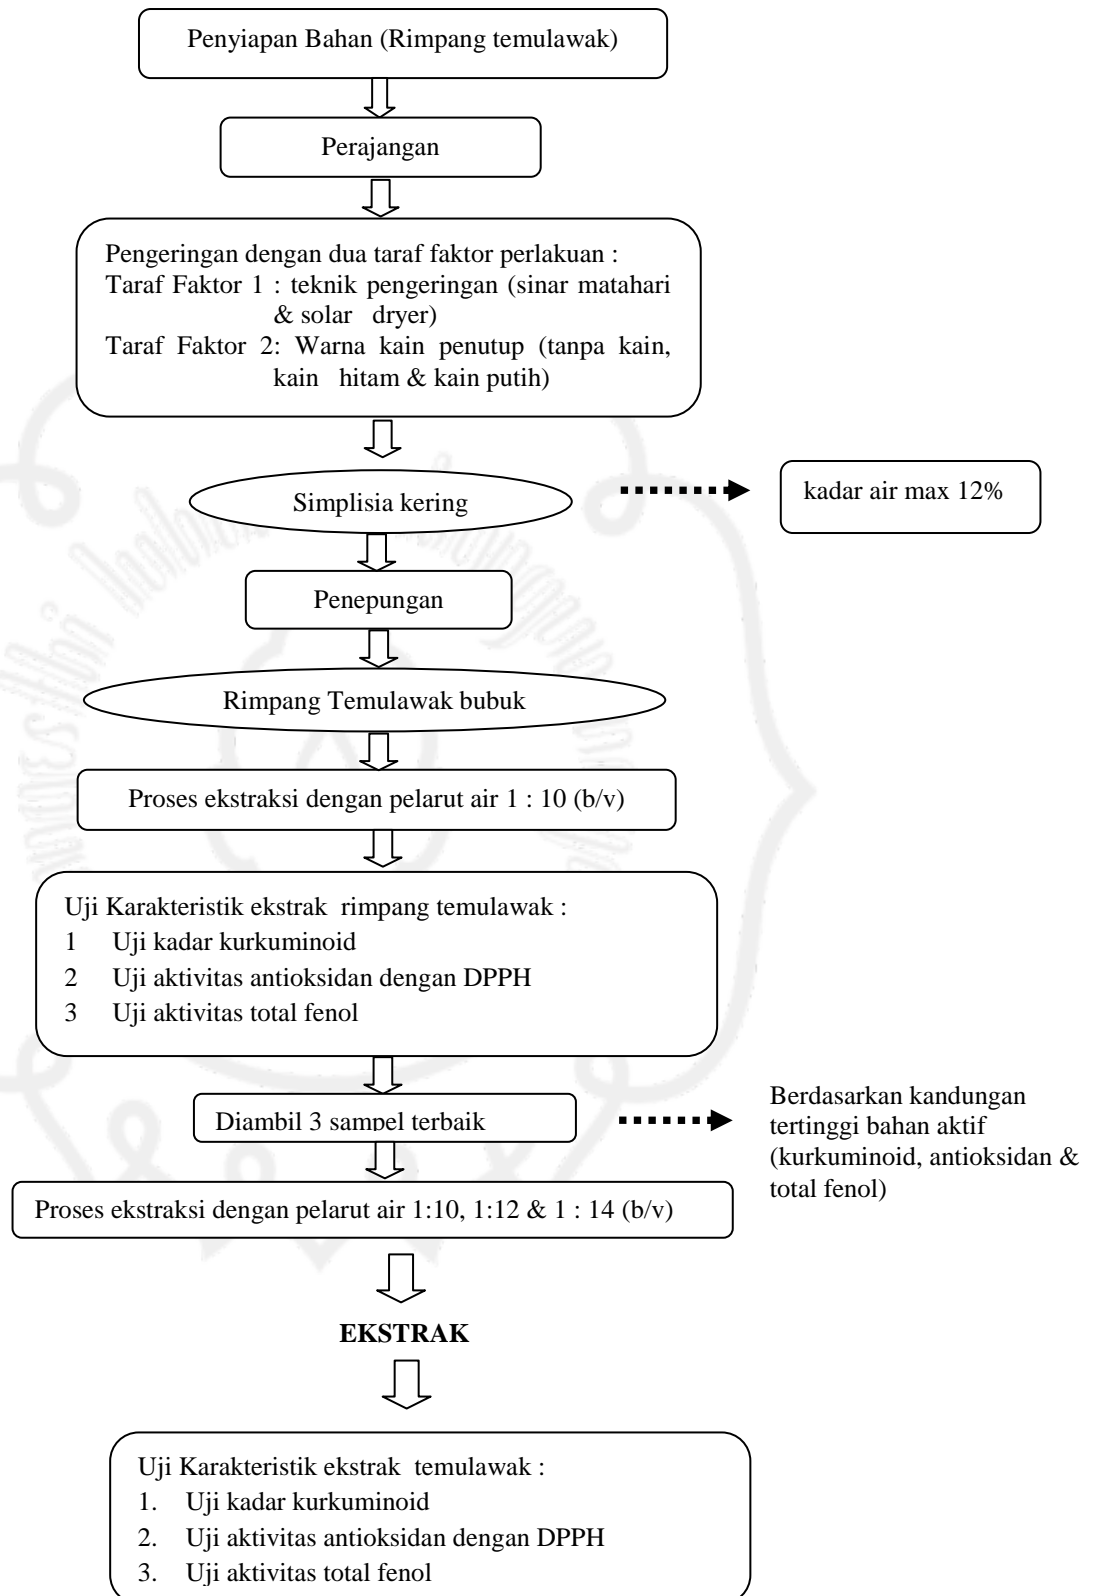 Penyiapan Bahan (Rimpang temulawak)
Perajangan
Pengeringan dengan dua taraf faktor perlakuan :
Taraf Faktor 1 : teknik pengeringan (sinar matahari
& solar dryer)
Taraf Faktor 2: Warna kain penutup (tanpa kain,
kain hitam & kain putih)
Simplisia kering
kadar air max 12%
Penepungan
Rimpang Temulawak bubuk
Proses ekstraksi dengan pelarut air 1 : 10 (b/v)
Uji Karakteristik ekstrak rimpang temulawak :
1 Uji kadar kurkuminoid
2 Uji aktivitas antioksidan dengan DPPH
3 Uji aktivitas total fenol
Diambil 3 sampel terbaik
Berdasarkan kandungan
tertinggi bahan aktif
(kurkuminoid, antioksidan &
total fenol)
Proses ekstraksi dengan pelarut air 1:10, 1:12 & 1 : 14 (b/v)
EKSTRAK
Uji Karakteristik ekstrak temulawak :
1. Uji kadar kurkuminoid
2. Uji aktivitas antioksidan dengan DPPH
3. Uji aktivitas total fenol